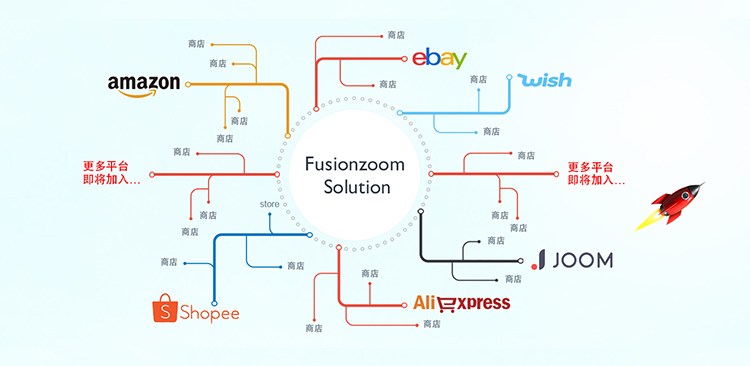 商店
商店
商店
商店
商店
amazon
商店
商店
ebay
商店
商店
wish
更多平台
即将加入...
商店
商店
商店
Fusionzoom
Solution
商店
商店
商店
更多平台
即将加入...
store
商店
商店
Shopee
商店
商店
JOOM
商店
商店
商店
AliExpress